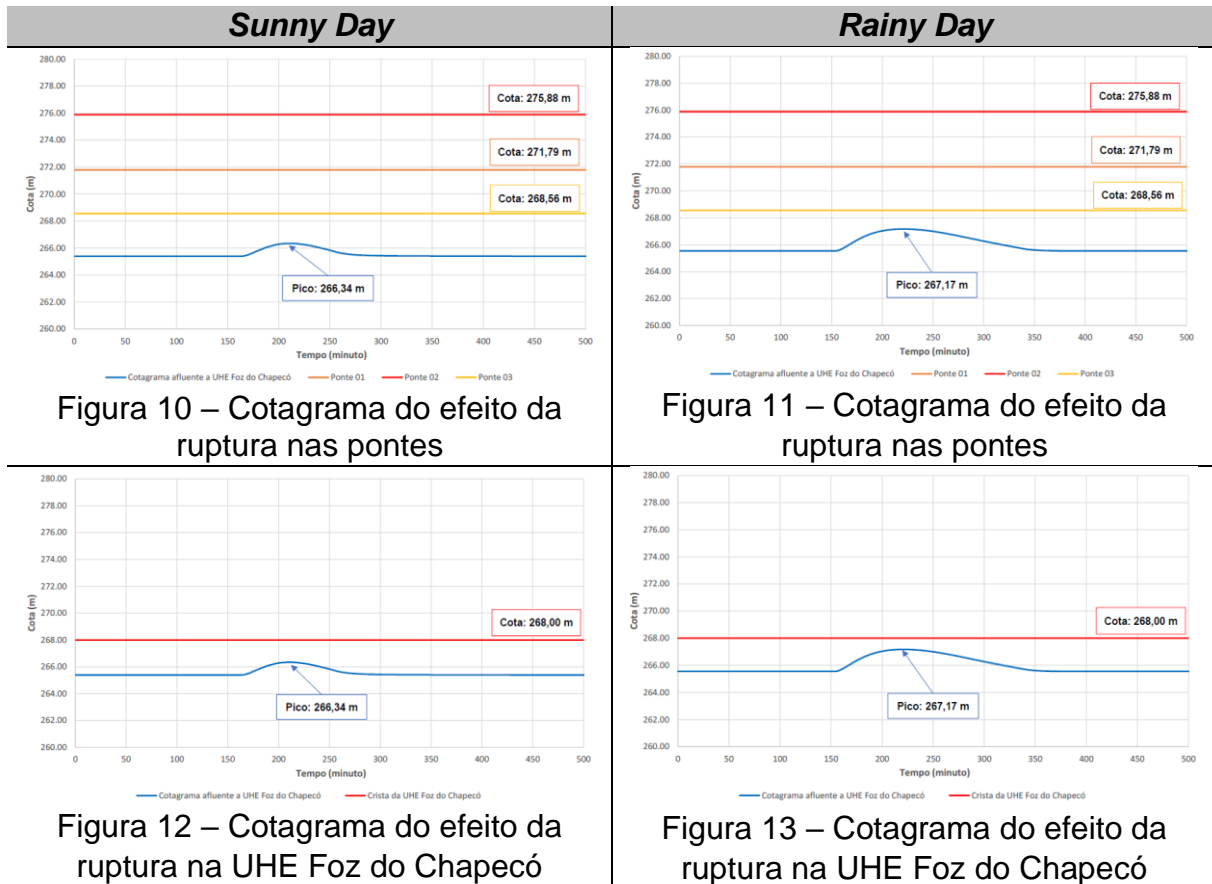 Sunny Day
Rainy Day
280.00
278.00
276.00
274.00
272.00
270.00
268.00
266.00
264.00
262.00
260.00
Cota (m)
Cota: 275,88 m
Cota: 271,79 m
Cota: 268,56 m
Pico: 266,34 m
0 50 100 150 200 250 300 350 400 450 500
Tempo (minuto)
Cotagrama afluente a UHE Foz do Chapecó Ponte 01 Ponte 02 Ponte 03
Figura 10 – Cotagrama do efeito da
ruptura nas pontes
280.00
278.00
276.00
274.00
272.00
270.00
268.00
266.00
264.00
262.00
260.00
Cota (m)
Cota: 275,88 m
Cota: 271,79 m
Cota: 268,56 m
Pico: 267,17 m
0 50 100 150 200 250 300 350 400 450 500
Tempo (minuto)
Cotagrama afluente a UHE Foz do Chapecó Ponte 01 Ponte 02 Ponte 03
Figura 11 – Cotagrama do efeito da
ruptura nas pontes
280.00
278.00
276.00
274.00
272.00
270.00
268.00
266.00
264.00
262.00
260.00
Cota (m)
Cota: 268,00 m
Pico: 266,34 m
0 50 100 150 200 250 300 350 400 450 500
Tempo (minuto)
Cotagrama afluente a UHE Foz do Chapecó Crista da UHE Foz do Chapecó
Figura 12 – Cotagrama do efeito da
ruptura na UHE Foz do Chapecó
280.00
278.00
276.00
274.00
272.00
270.00
268.00
266.00
264.00
262.00
260.00
Cota (m)
Cota: 268,00 m
Pico: 267,17 m
0 50 100 150 200 250 300 350 400 450 500
Tempo (minuto)
Cotagrama afluente a UHE Foz do Chapecó Crista da UHE Foz do Chapecó
Figura 13 – Cotagrama do efeito da
ruptura na UHE Foz do Chapecó